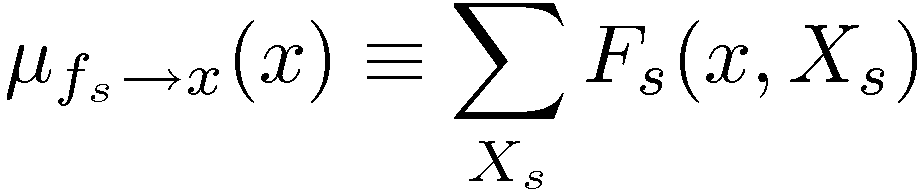 μ_{f_s→x}(x) ≡ ∑_{X_s} F_s(x, X_s)